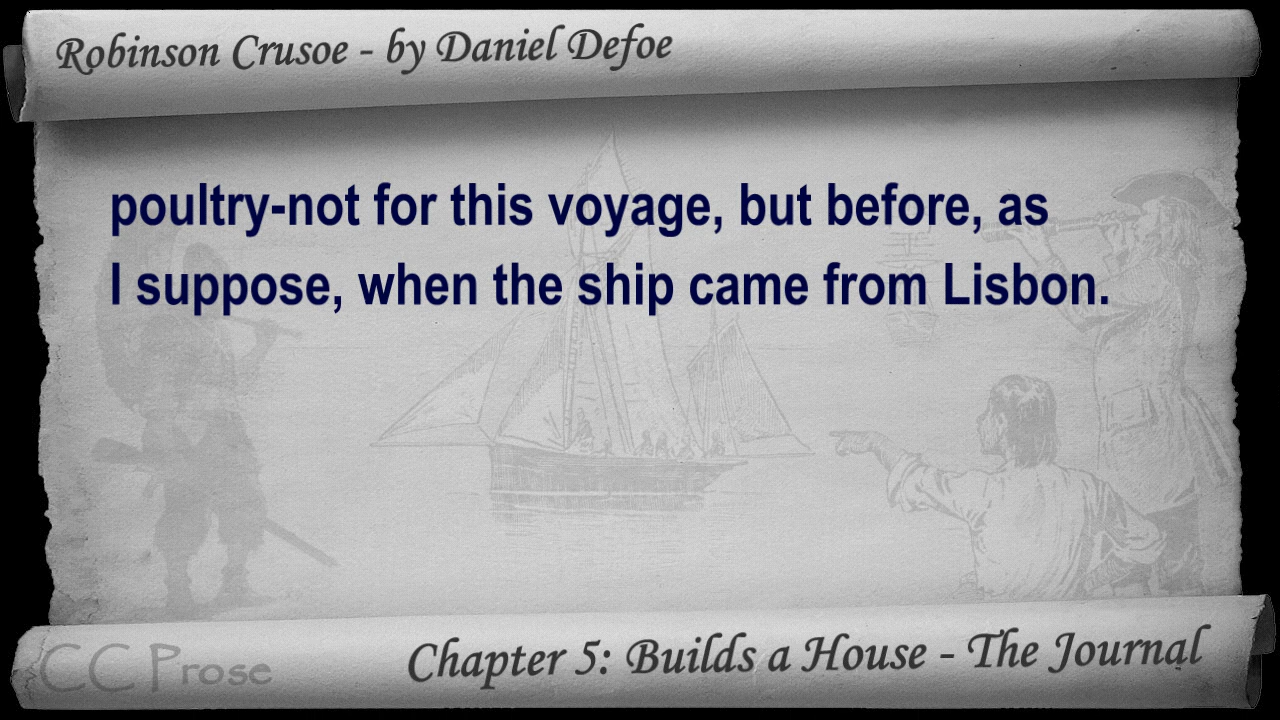 Robinson Crusoe - by Daniel Defoe
poultry-not for this voyage, but before, as
I suppose, when the ship came from Lisbon.
CC Prose
Chapter 5: Builds a House - The Journal